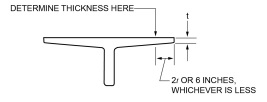 DETERMINE THICKNESS HERE
t
2t OR 6 INCHES,
WHICHEVER IS LESS